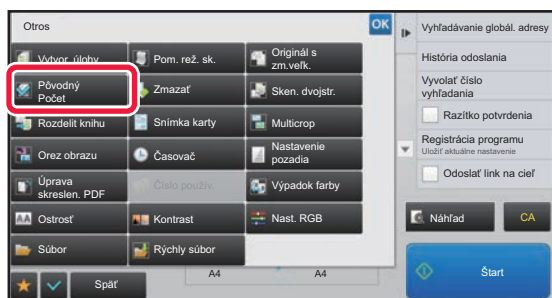 Otros
OK
Vytvor. úlohy
Pom. rež. sk.
Originál s
zm.veľk.
Pôvodný
Počet
Zmazať
Sken. dvojstr.
Rozdelit knihu
Snímka karty
Multicrop
Orez obrazu
Časovač
Nastavenie
pozadia
Úprava
skreslen. PDF
Číslo použív.
Výpadok farby
AA
Ostrosť
Kontrast
Nast. RGB
Súbor
Rýchly súbor
Späť
A4
A4
Vyhľadávanie globál. adresy
História odoslania
Vyvolať číslo
vyhľadania
Razítko potvrdenia
Registrácia programu
Uložiť aktuálne nastavenie
Odoslať link na cieľ
Náhľad
CA
Štart